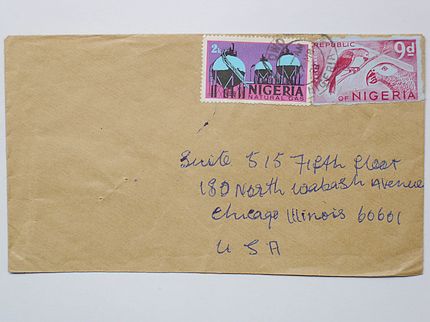 2k
REPUBLIC 9d
NIGERIA
NATURAL GAS
OF NIGERIA
Suite 515 Fifth floor
180 North Wabash Avenue
Chicago Illinois 60601
U S A